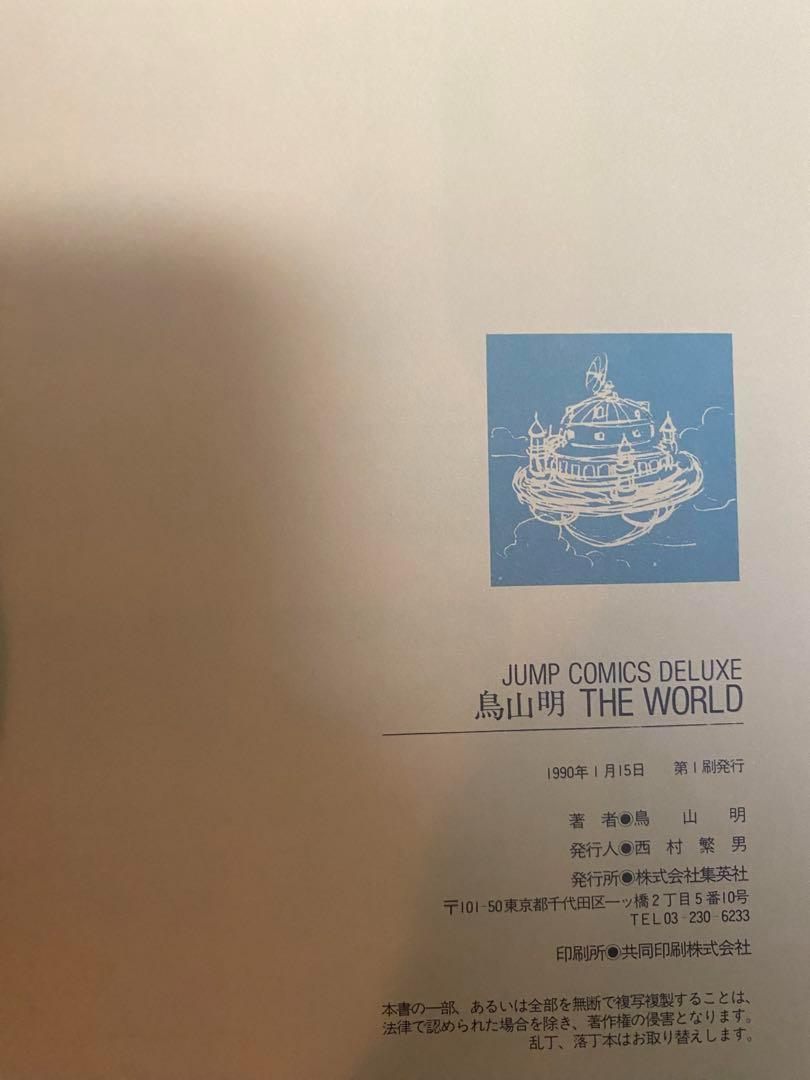 JUMP COMICS DELUXE
鳥山明 THE WORLD
1990年1月15日 第1刷発行
著者◉鳥山明
発行人◉西村繁男
発行所◉株式会社集英社
〒101-50東京都千代田区一ッ橋2丁目5番10号
TEL03-230-6233
印刷所◉共同印刷株式会社
本書の一部、あるいは全部を無断で複写複製することは、
法律で認められた場合を除き、著作権の侵害となります。
乱丁、落丁本はお取り替えします。